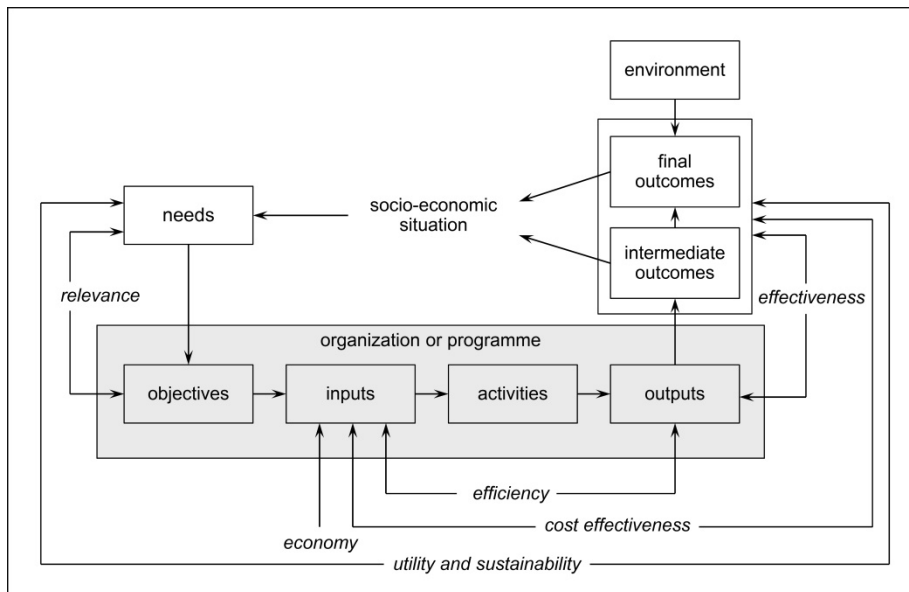 environment
final
outcomes
socio-economic
situation
needs
intermediate
outcomes
relevance
effectiveness
organization or programme
objectives
inputs
activities
outputs
efficiency
cost effectiveness
economy
utility and sustainability